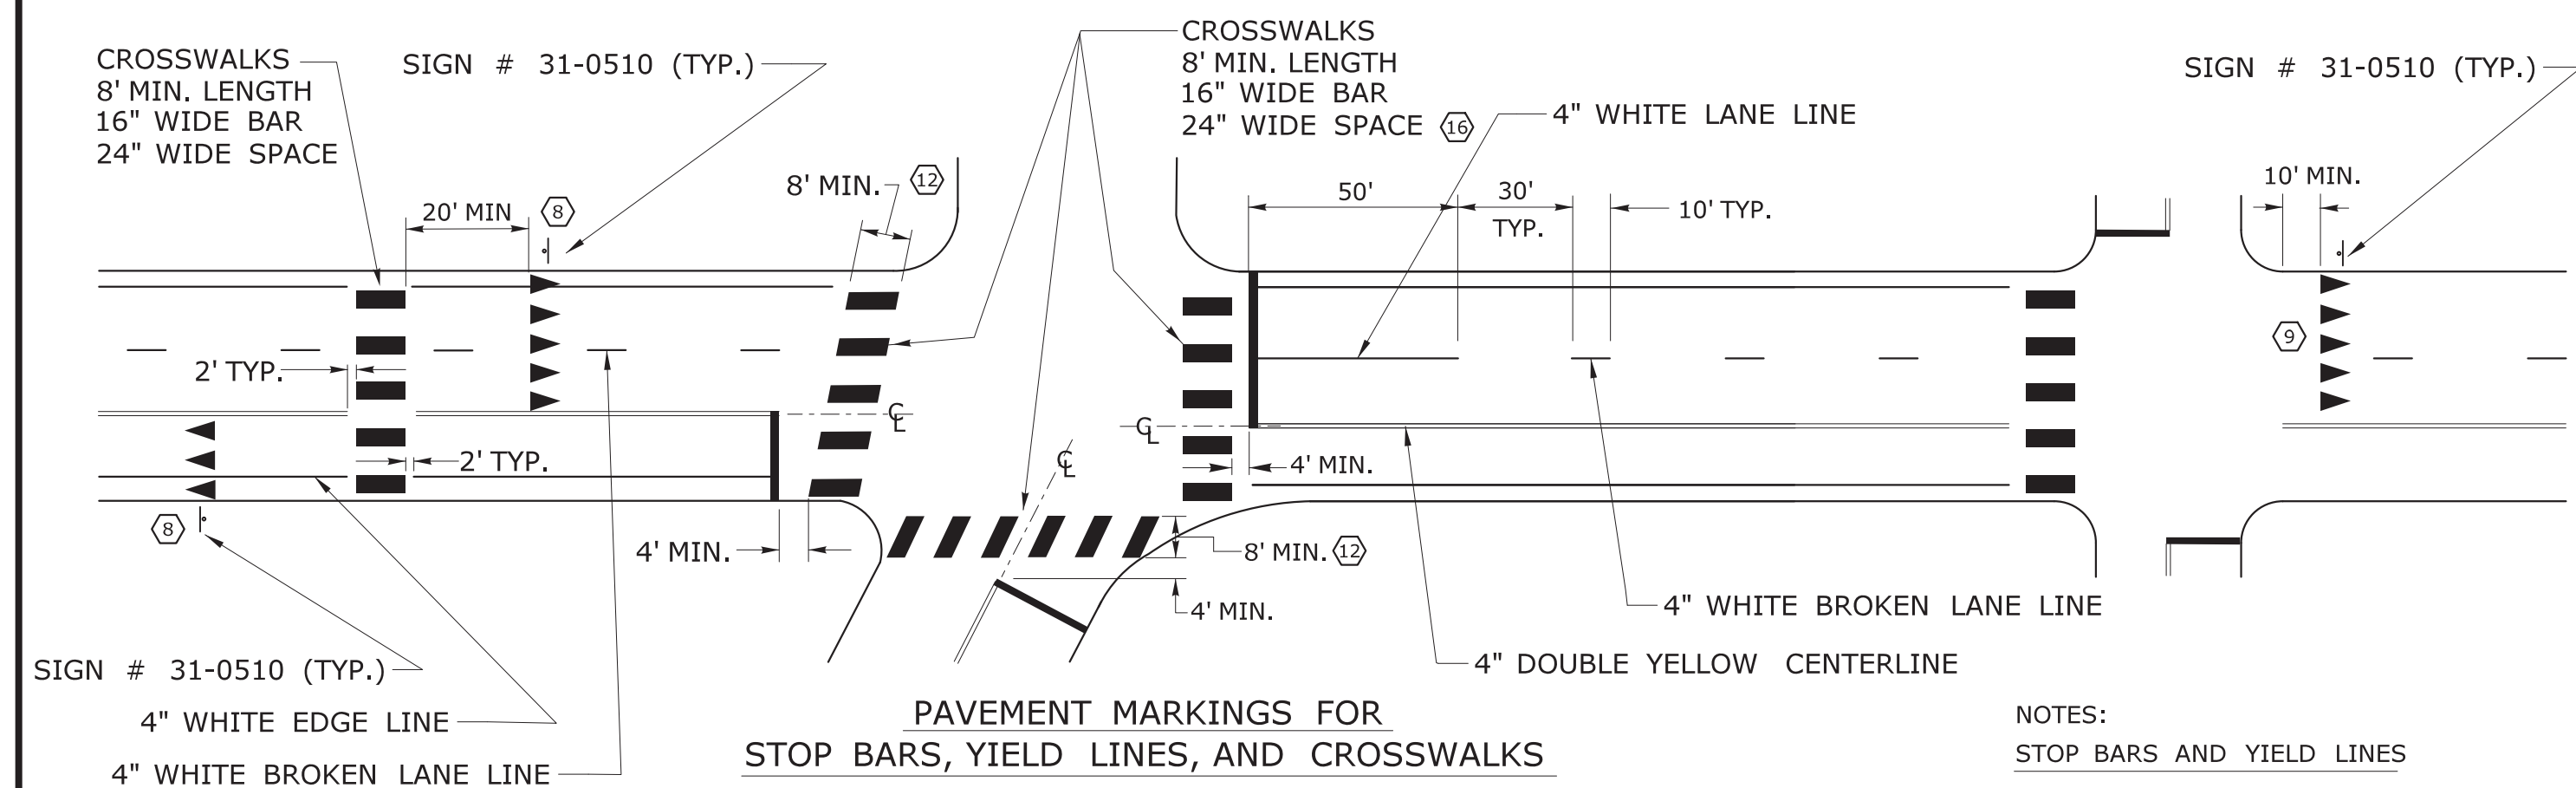 CROSSWALKS
8' MIN. LENGTH
16" WIDE BAR
24" WIDE SPACE
SIGN # 31-0510 (TYP.)
CROSSWALKS
8' MIN. LENGTH
16" WIDE BAR
24" WIDE SPACE 16
4" WHITE LANE LINE
SIGN # 31-0510 (TYP.)
20' MIN 8
8' MIN. 12
50'
30'
TYP.
10' TYP.
10' MIN.
9
2' TYP.
2' TYP.
CL
CL
CL
4' MIN.
8
4' MIN.
8' MIN. 12
4' MIN.
4" WHITE BROKEN LANE LINE
4" DOUBLE YELLOW CENTERLINE
SIGN # 31-0510 (TYP.)
4" WHITE EDGE LINE
4" WHITE BROKEN LANE LINE
PAVEMENT MARKINGS FOR
STOP BARS, YIELD LINES, AND CROSSWALKS
NOTES:
STOP BARS AND YIELD LINES